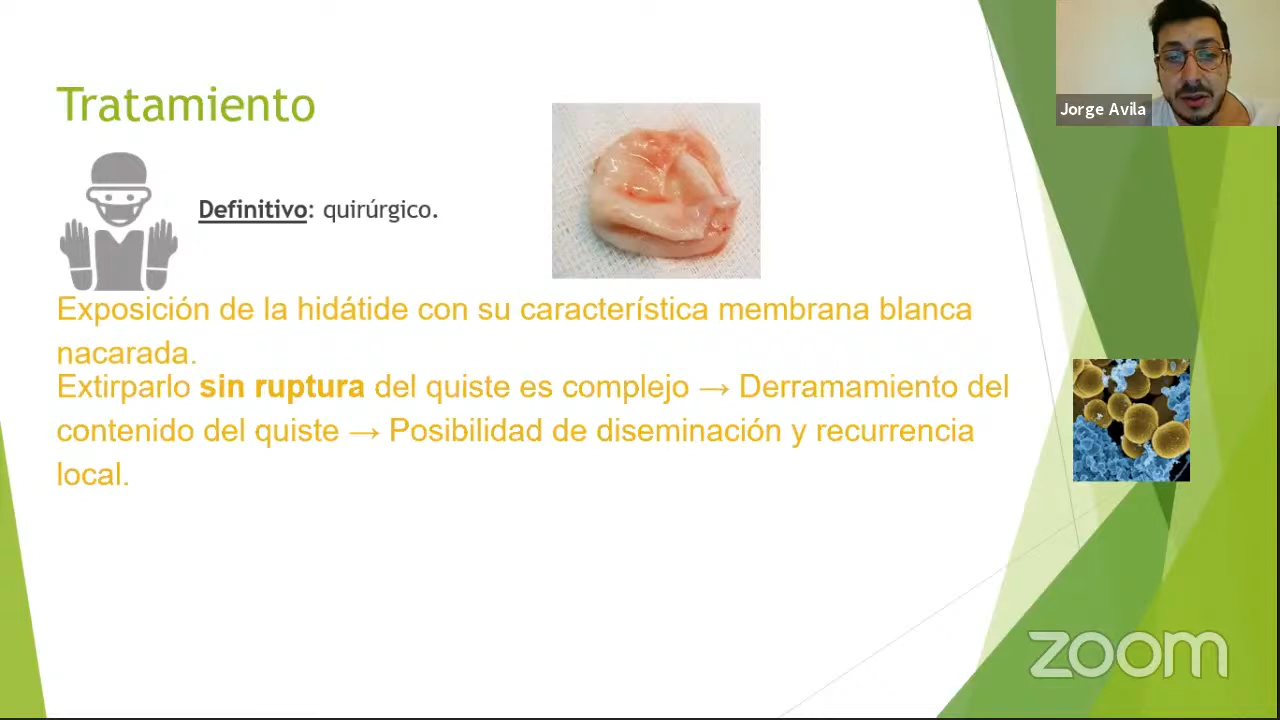 Jorge Avila
Tratamiento
Definitivo: quirúrgico.
Exposición de la hidátide con su característica membrana blanca
nacarada.
Extirparlo sin ruptura del quiste es complejo → Derramamiento del
contenido del quiste → Posibilidad de diseminación y recurrencia
local.
zoom